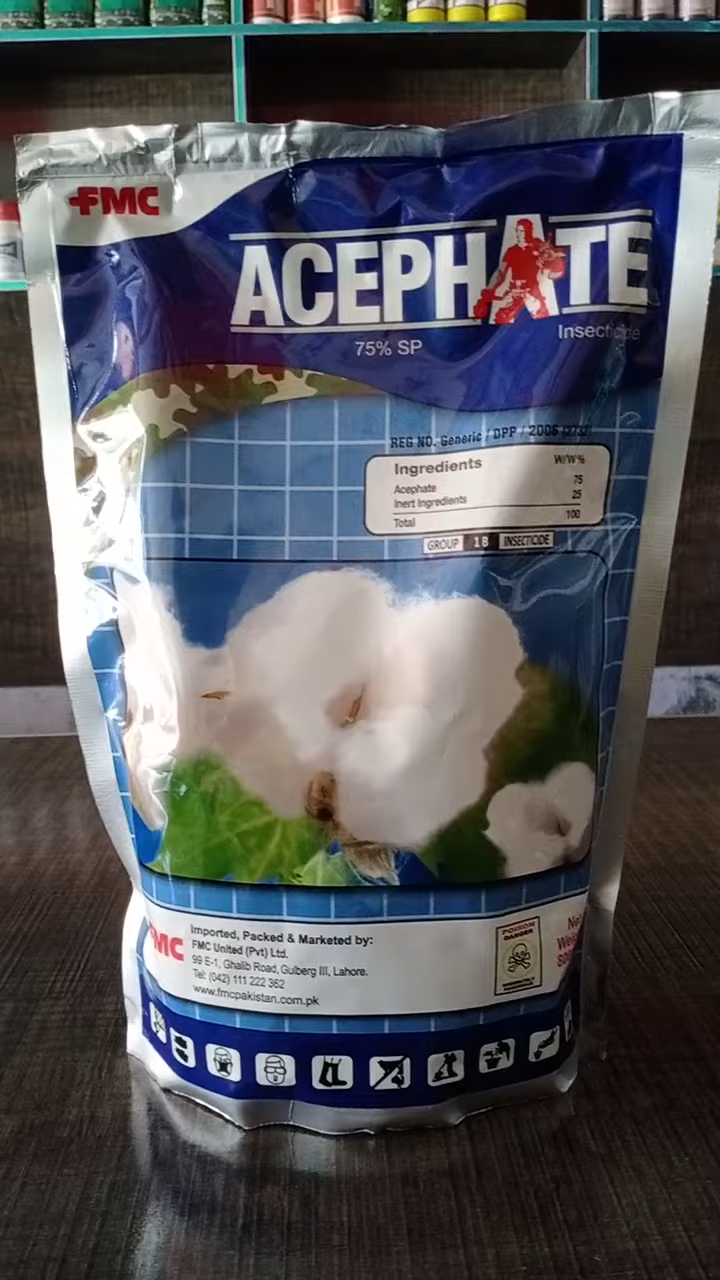 FMC
ACEPHATE
75% SP
Insecticide
REG NO. Generic / DPP / 2006 (2732)
Ingredients W/W%
Acephate 75
Inert Ingredients 25
Total 100
GROUP 1B INSECTICIDE
FMC
Imported, Packed & Marketed by:
FMC United (Pvt) Ltd.
99 E-1, Ghalib Road, Gulberg III, Lahore.
Tel: (042) 111 222 362
www.fmcpakistan.com.pk
POISON
DANGER